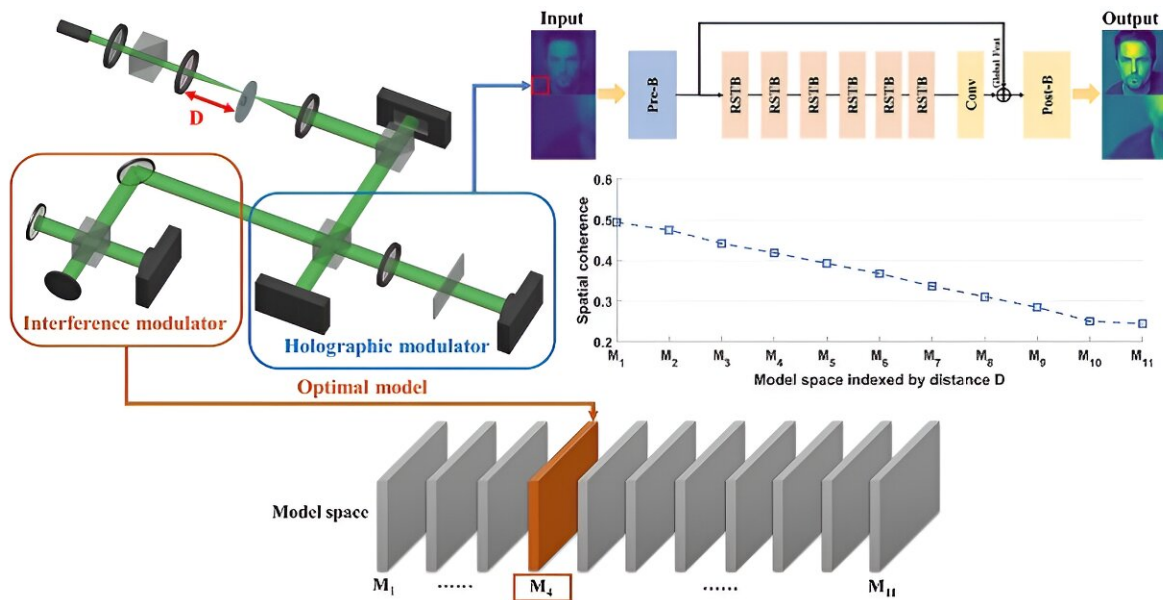 D
Interference modulator
Holographic modulator
Optimal model
Input
Pre-B
RSTB
RSTB
RSTB
RSTB
RSTB
RSTB
Conv
Global Feat
Post-B
Output
Spatial coherence
0.6
0.5
0.4
0.3
0.2
M1 M2 M3 M4 M5 M6 M7 M8 M9 M10 M11
Model space indexed by distance D
Model space
M1 ...... M4 ...... M11